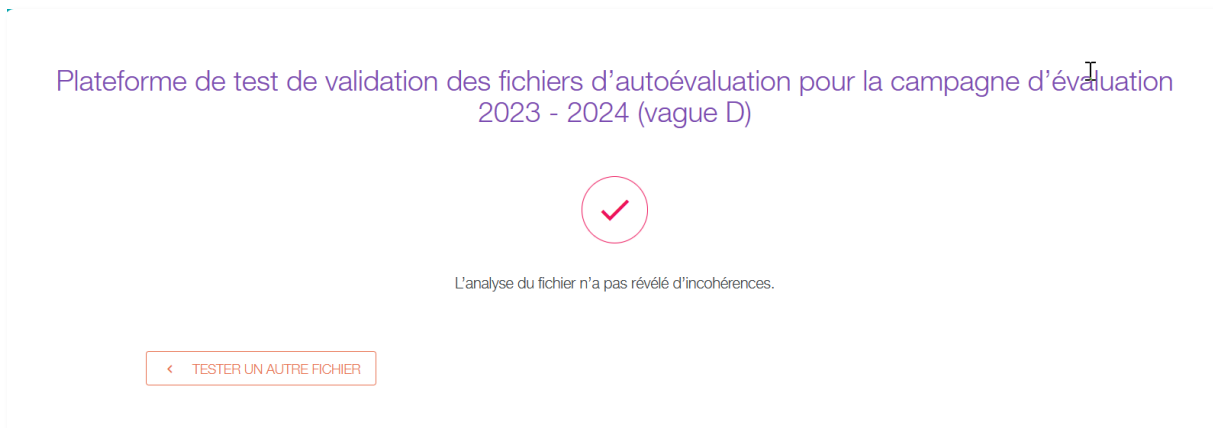 Plateforme de test de validation des fichiers d’autoévaluation pour la campagne d’évaluation
2023 - 2024 (vague D)
L’analyse du fichier n’a pas révélé d’incohérences.
TESTER UN AUTRE FICHIER